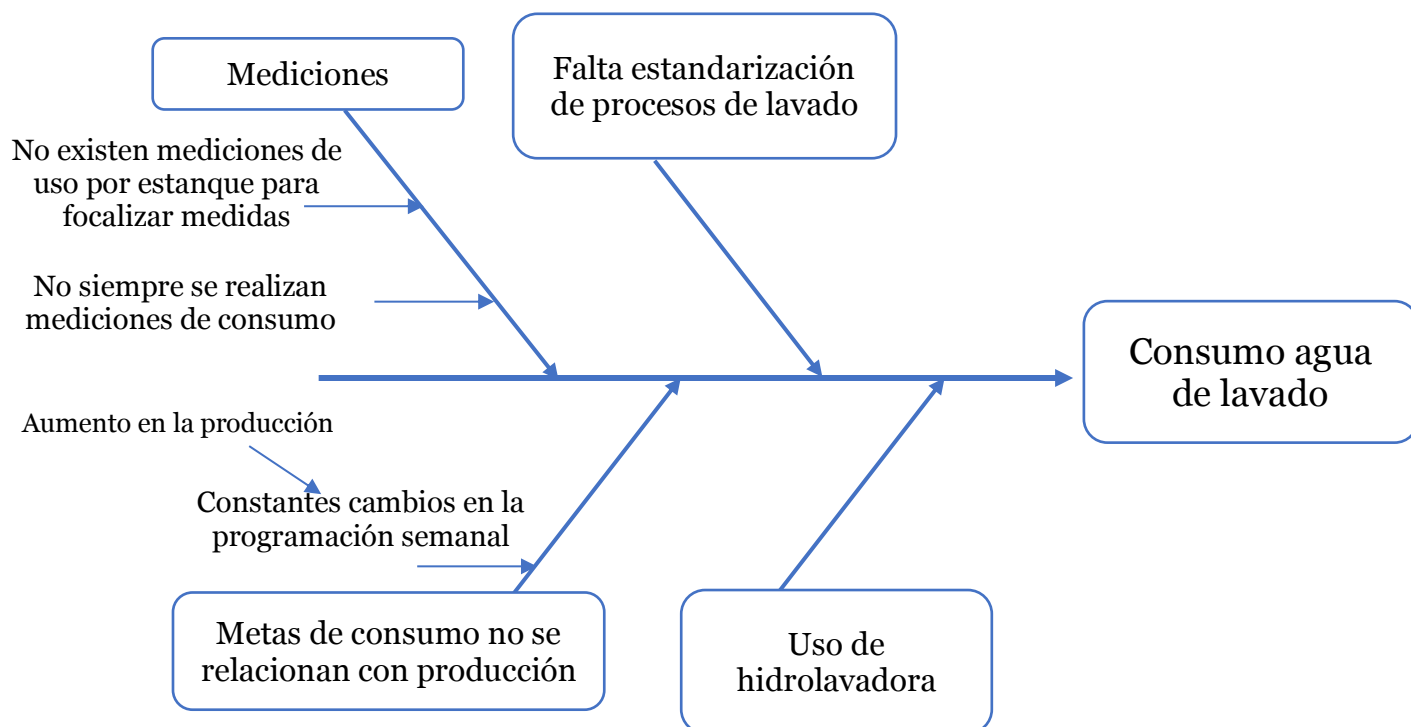 Mediciones
Falta estandarización
de procesos de lavado
No existen mediciones de
uso por estanque para
focalizar medidas
No siempre se realizan
mediciones de consumo
Consumo agua
de lavado
Aumento en la producción
Constantes cambios en la
programación semanal
Metas de consumo no se
relacionan con producción
Uso de
hidrolavadora